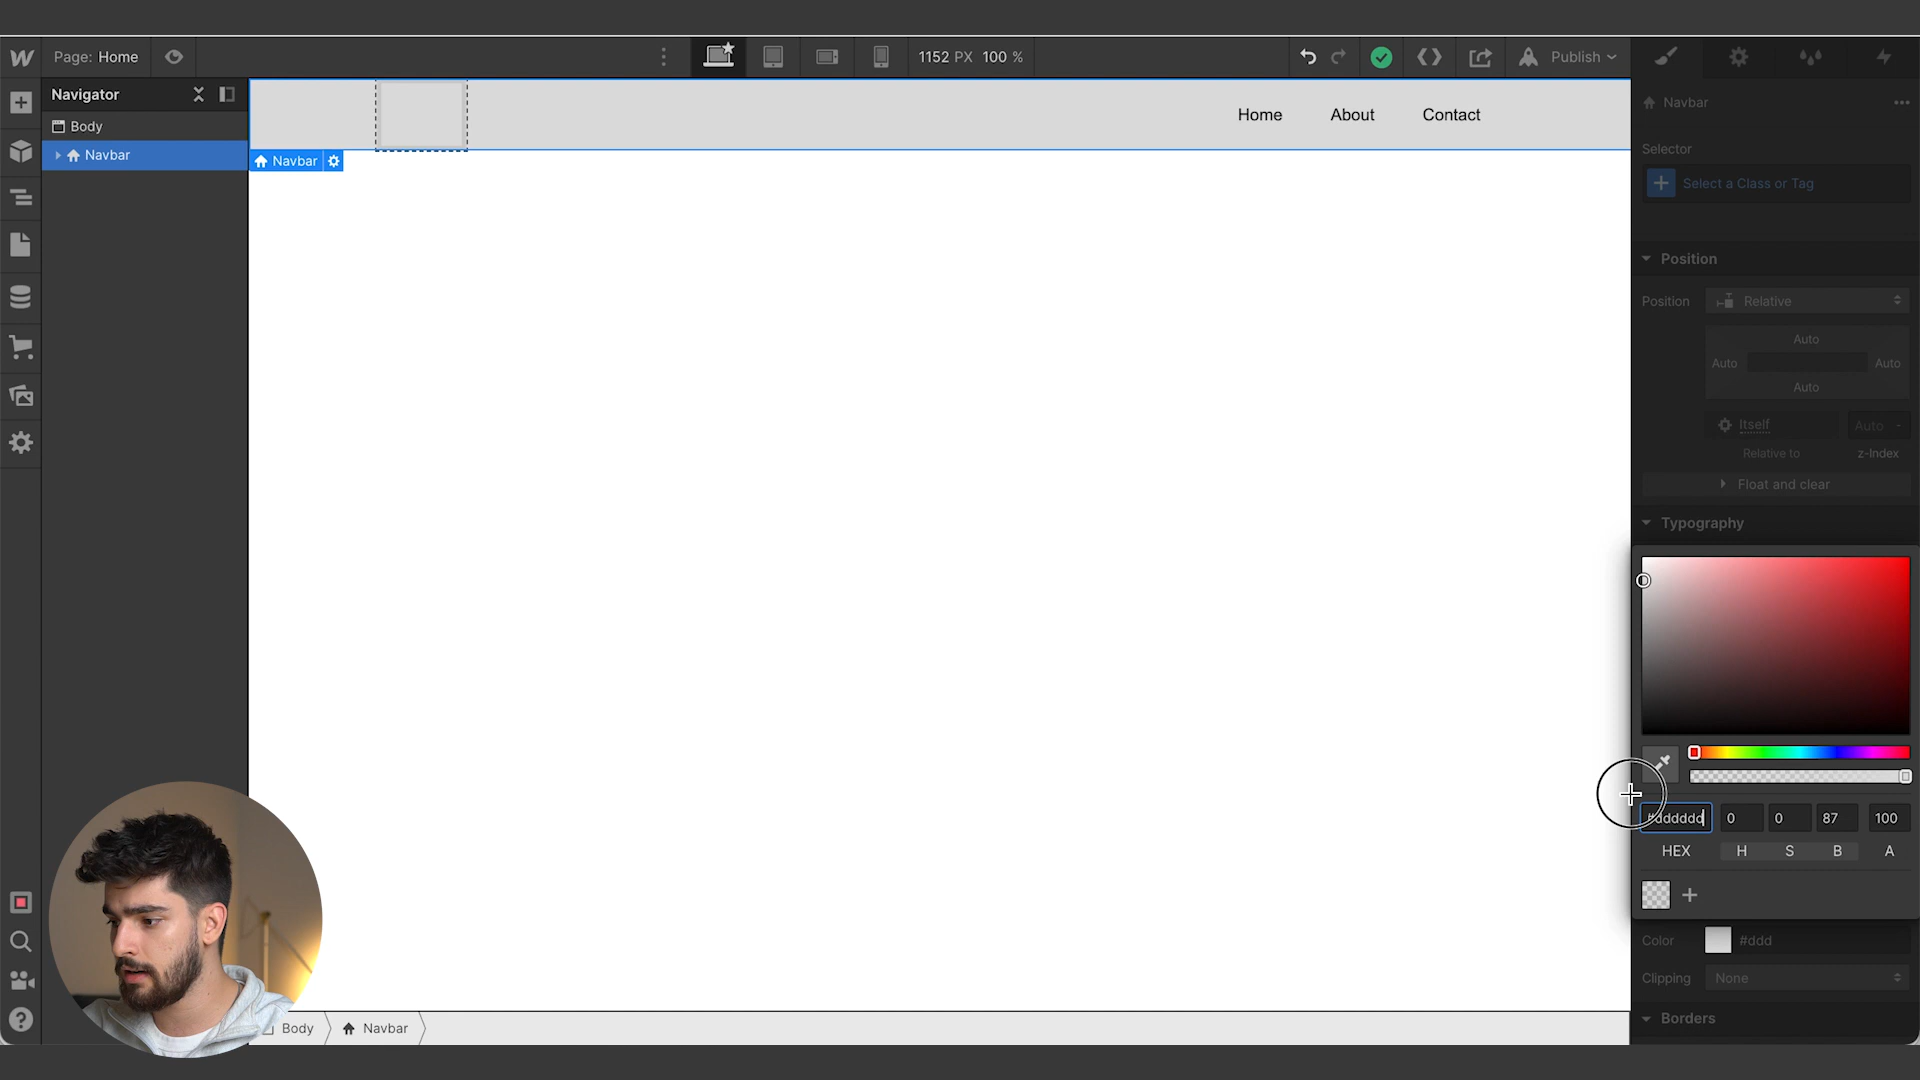 Page: Home
1152 PX 100 %
Publish
Navigator
Body
Navbar
Home About Contact
Navbar
Navbar
Selector
Select a Class or Tag
Position
Position Relative
Auto
Auto Auto
Auto
Itself Auto -
Relative to z-Index
Float and clear
Typography
#dddddd 0 0 87 100
HEX H S B A
Color #ddd
Clipping None
Borders
Body Navbar